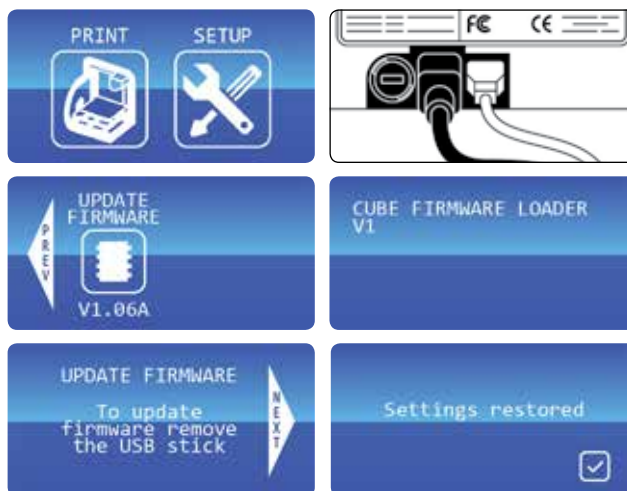 PRINT SETUP
FC CE
UPDATE
FIRMWARE
PREV
V1.06A
CUBE FIRMWARE LOADER
V1
UPDATE FIRMWARE
To update
firmware remove
the USB stick
NEXT
Settings restored